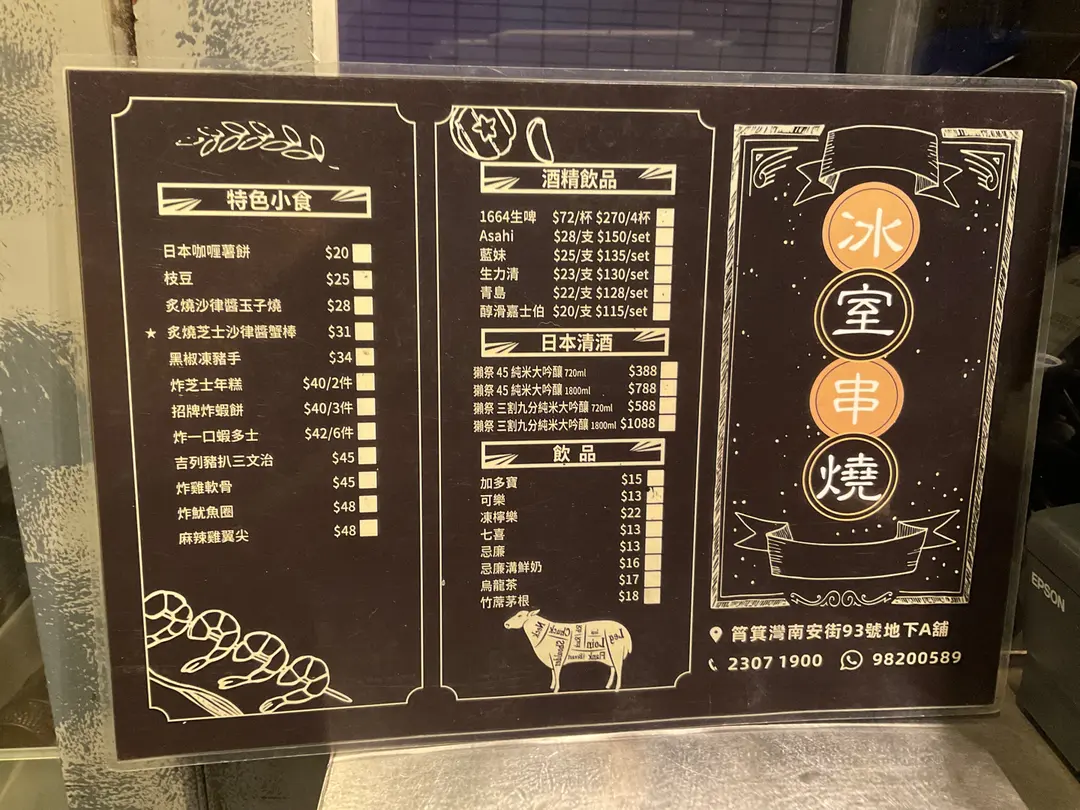 特色小食
日本咖喱薯餅 $20
枝豆 $25
炙燒沙律醬玉子燒 $28
★ 炙燒芝士沙律醬蟹棒 $31
黑椒凍豬手 $34
炸芝士年糕 $40/2件
招牌炸蝦餅 $40/3件
炸一口蝦多士 $42/6件
吉列豬扒三文治 $45
炸雞軟骨 $45
炸魷魚圈 $48
麻辣雞翼尖 $48
酒精飲品
1664生啤 $72/杯 $270/4杯
Asahi $28/支 $150/set
藍妹 $25/支 $135/set
生力清 $23/支 $130/set
青島 $22/支 $128/set
醇滑嘉士伯 $20/支 $115/set
日本清酒
獺祭 45 純米大吟釀 720ml $388
獺祭 45 純米大吟釀 1800ml $788
獺祭 三割九分純米大吟釀 720ml $588
獺祭 三割九分純米大吟釀 1800ml $1088
飲品
加多寶 $15
可樂 $13
凍檸樂 $22
七喜 $13
忌廉 $13
忌廉溝鮮奶 $16
烏龍茶 $17
竹蔗茅根 $18
Neck
Chuck
Shoulder
Loin
Flank
Leg
冰
室
串
燒
筲箕灣南安街93號地下A舖
2307 1900 98200589
EPSON